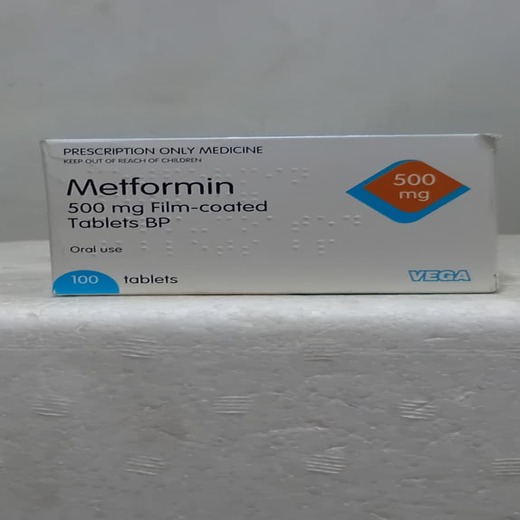 PRESCRIPTION ONLY MEDICINE
KEEP OUT OF REACH OF CHILDREN
Metformin
500 mg Film-coated
Tablets BP
Oral use
100 tablets
500
mg
VEGA